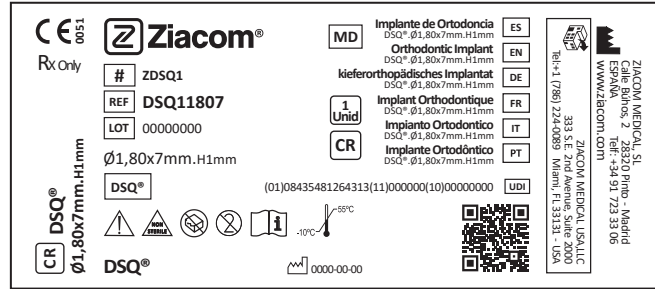 CE 0051
Rx Only
CR DSQ®
Ø1,80x7mm.H1mm
Z Ziacom®
# ZDSQ1
REF DSQ11807
LOT 00000000
Ø1,80x7mm.H1mm
DSQ®
NON STERILE
2
i
-10ºC
55ºC
DSQ®
0000-00-00
MD
1 Unid
CR
Implante de Ortodoncia ES
DSQ®.Ø1,80x7mm.H1mm
Orthodontic Implant EN
DSQ®.Ø1,80x7mm.H1mm
kieferorthopädisches Implantat DE
DSQ®.Ø1,80x7mm.H1mm
Implant Orthodontique FR
DSQ®.Ø1,80x7mm.H1mm
Impianto Ortodontico IT
DSQ®.Ø1,80x7mm.H1mm
Implante Ortodôntico PT
DSQ®.Ø1,80x7mm.H1mm
(01)08435481264313(11)000000(10)00000000 UDI
ZIACOM MEDICAL, SL
Calle Búhos, 2 28320 Pinto - Madrid
ESPAÑA Telf: +34 91 723 33 06
www.ziacom.com
ZIACOM MEDICAL USA,LLC
333 S.E. 2nd Avenue, Suite 2000
Tel:+1 (786) 224-0089 Miami, FL 33131 - USA